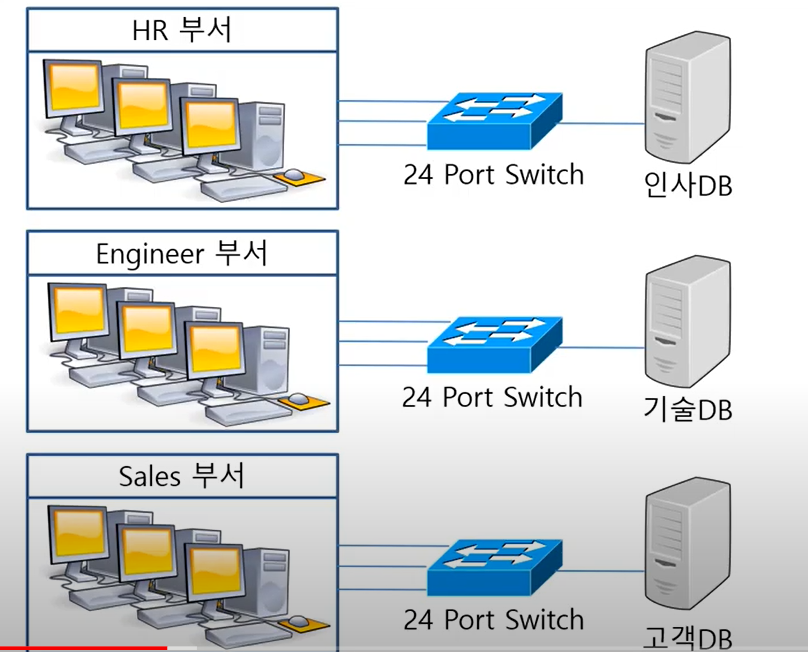 HR 부서
24 Port Switch
인사DB
Engineer 부서
24 Port Switch
기술DB
Sales 부서
24 Port Switch
고객DB